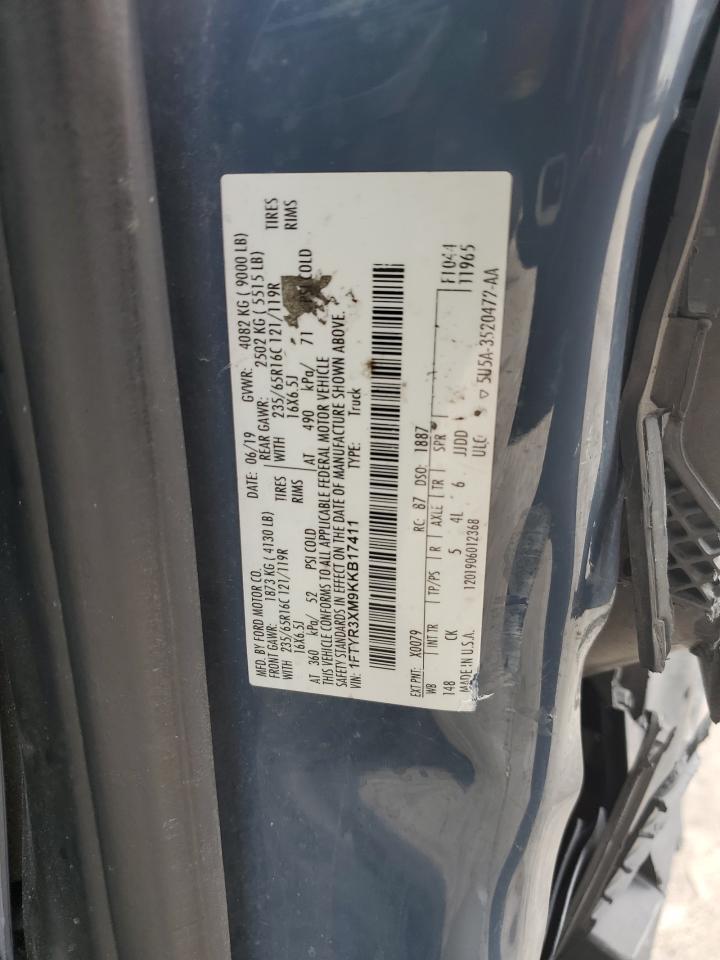 MFD. BY FORD MOTOR CO. DATE: 06/19 GVWR: 4082 KG ( 9000 LB)
FRONT GAWR: 1873 KG ( 4130 LB) REAR GAWR: 2502 KG ( 5515 LB)
WITH 235/65R16C 121/119R TIRES WITH 235/65R16C 121/119R TIRES
16X6.5J RIMS 16X6.5J RIMS
AT 360 kPa/ 52 PSI COLD AT 490 kPa/ 71 PSI COLD
THIS VEHICLE CONFORMS TO ALL APPLICABLE FEDERAL MOTOR VEHICLE
SAFETY STANDARDS IN EFFECT ON THE DATE OF MANUFACTURE SHOWN ABOVE.
VIN: 1FTYR3XM9KKB17411 TYPE: Truck
EXT PNT: X0079 RC: 87 DSO: 1887 F1044
WB INT TR TP/PS R AXLE TR SPR 11965
148 CK 5 4L 6 JJDD
MADE IN U.S.A. 1201906012368 ULC ▽ 5U5A-3520472-AA